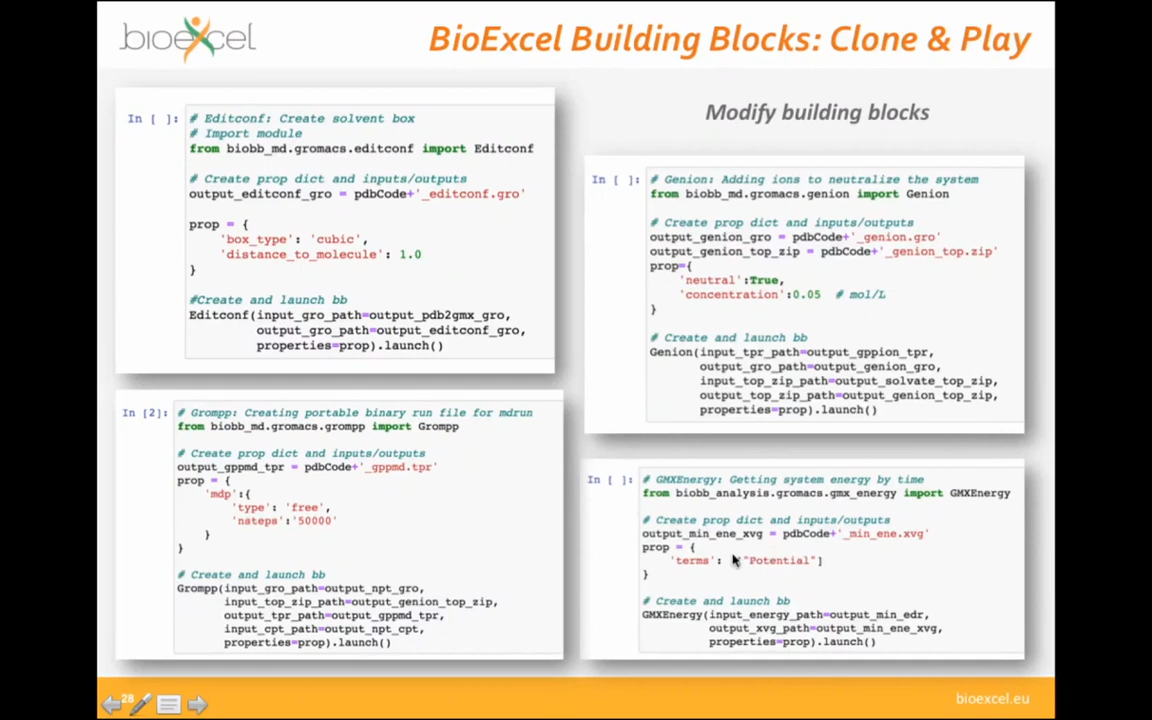 bioexcel
BioExcel Building Blocks: Clone & Play
Modify building blocks
In [ ]:
# Editconf: Create solvent box
# Import module
from biobb_md.gromacs.editconf import Editconf
# Create prop dict and inputs/outputs
output_editconf_gro = pdbCode+'_editconf.gro'
prop = {
'box_type': 'cubic',
'distance_to_molecule': 1.0
}
#Create and launch bb
Editconf(input_gro_path=output_pdb2gmx_gro,
output_gro_path=output_editconf_gro,
properties=prop).launch()
In [2]:
# Grompp: Creating portable binary run file for mdrun
from biobb_md.gromacs.grompp import Grompp
# Create prop dict and inputs/outputs
output_gppmd_tpr = pdbCode+'_gppmd.tpr'
prop = {
'mdp':{
'type': 'free',
'nsteps':'50000'
}
}
# Create and launch bb
Grompp(input_gro_path=output_npt_gro,
input_top_zip_path=output_genion_top_zip,
output_tpr_path=output_gppmd_tpr,
input_cpt_path=output_npt_cpt,
properties=prop).launch()
In [ ]:
# Genion: Adding ions to neutralize the system
from biobb_md.gromacs.genion import Genion
# Create prop dict and inputs/outputs
output_genion_gro = pdbCode+'_genion.gro'
output_genion_top_zip = pdbCode+'_genion_top.zip'
prop={
'neutral':True,
'concentration':0.05 # mol/L
}
# Create and launch bb
Genion(input_tpr_path=output_gppion_tpr,
output_gro_path=output_genion_gro,
input_top_zip_path=output_solvate_top_zip,
output_top_zip_path=output_genion_top_zip,
properties=prop).launch()
In [ ]:
# GMXEnergy: Getting system energy by time
from biobb_analysis.gromacs.gmx_energy import GMXEnergy
# Create prop dict and inputs/outputs
output_min_ene_xvg = pdbCode+'_min_ene.xvg'
prop = {
'terms': "Potential"]
}
# Create and launch bb
GMXEnergy(input_energy_path=output_min_edr,
output_xvg_path=output_min_ene_xvg,
properties=prop).launch()
28
bioexcel.eu